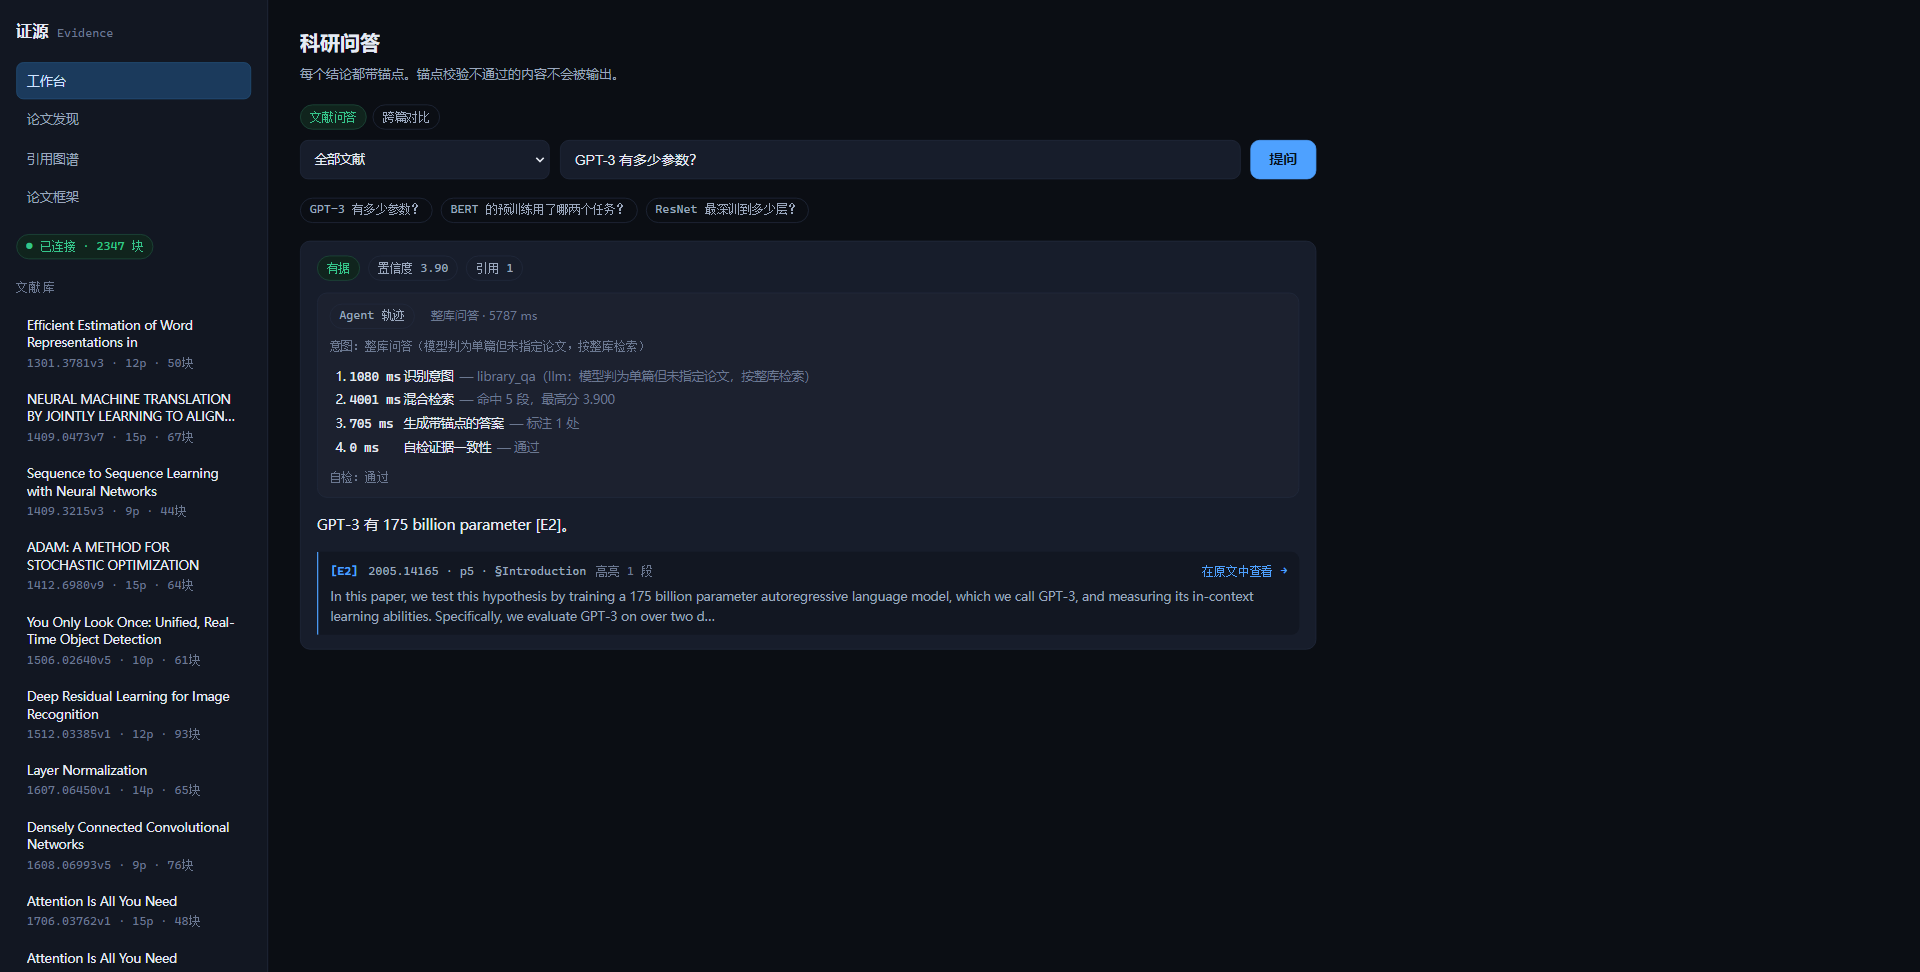 证源 Evidence
工作台
论文发现
引用图谱
论文框架
已连接 · 2347 块
文献库
Efficient Estimation of Word
Representations in
1301.3781v3 · 12p · 50块
NEURAL MACHINE TRANSLATION
BY JOINTLY LEARNING TO ALIGN...
1409.0473v7 · 15p · 67块
Sequence to Sequence Learning
with Neural Networks
1409.3215v3 · 9p · 44块
ADAM: A METHOD FOR
STOCHASTIC OPTIMIZATION
1412.6980v9 · 15p · 64块
You Only Look Once: Unified, Real-
Time Object Detection
1506.02640v5 · 10p · 61块
Deep Residual Learning for Image
Recognition
1512.03385v1 · 12p · 93块
Layer Normalization
1607.06450v1 · 14p · 65块
Densely Connected Convolutional
Networks
1608.06993v5 · 9p · 76块
Attention Is All You Need
1706.03762v1 · 15p · 48块
Attention Is All You Need
科研问答
每个结论都带锚点。锚点校验不通过的内容不会被输出。
文献问答 跨篇对比
全部文献 GPT-3 有多少参数? 提问
GPT-3 有多少参数？ BERT 的预训练用了哪两个任务？ ResNet 最深训到多少层？
有据 置信度 3.90 引用 1
Agent 轨迹 整库问答 · 5787 ms
意图：整库问答（模型判为单篇但未指定论文，按整库检索）
1. 1080 ms 识别意图 — library_qa（llm：模型判为单篇但未指定论文，按整库检索）
2. 4001 ms 混合检索 — 命中 5 段，最高分 3.900
3. 705 ms 生成带锚点的答案 — 标注 1 处
4. 0 ms 自检证据一致性 — 通过
自检：通过
GPT-3 有 175 billion parameter [E2]。
[E2] 2005.14165 · p5 · §Introduction 高亮 1 段 在原文中查看 →
In this paper, we test this hypothesis by training a 175 billion parameter autoregressive language model, which we call GPT-3, and measuring its in-context
learning abilities. Specifically, we evaluate GPT-3 on over two d...